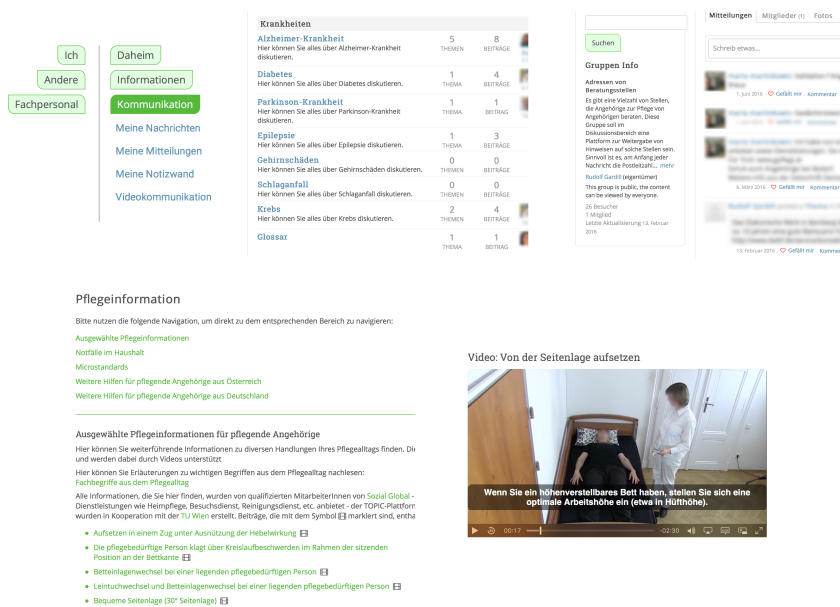 Ich
Andere
Fachpersonal
Daheim
Informationen
Kommunikation
Meine Nachrichten
Meine Mitteilungen
Meine Notizwand
Videokommunikation
Krankheiten
Alzheimer-Krankheit
Hier können Sie alles über Alzheimer-Krankheit
diskutieren.
5 8
THEMEN BEITRÄGE
Diabetes
Hier können Sie alles über Diabetes diskutieren.
1 4
THEMA BEITRÄGE
Parkinson-Krankheit
Hier können Sie alles über Parkinson-Krankheit
diskutieren.
1 1
THEMA BEITRAG
Epilepsie
Hier können Sie alles über Epilepsie diskutieren.
1 3
THEMA BEITRÄGE
Gehirnschäden
Hier können Sie alles über Gehirnschäden diskutieren.
0 0
THEMEN BEITRÄGE
Schlaganfall
Hier können Sie alles über Schlaganfall diskutieren.
0 0
THEMEN BEITRÄGE
Krebs
Hier können Sie alles über Krebs diskutieren.
2 4
THEMEN BEITRÄGE
Glossar
1 1
THEMA BEITRAG
Suchen
Gruppen Info
Adressen von
Beratungsstellen
Es gibt eine Vielzahl von Stellen,
die Angehörige zur Pflege von
Angehörigen beraten. Diese
Gruppe soll im
Diskussionsbereich eine
Plattform zur Weitergabe von
Hinweisen auf solche Stellen sein.
Sinnvoll ist es, am Anfang jeder
Nachricht die Postleitzahl... mehr
Rudolf Gardill (eigentümer)
This group is public, the content
can be viewed by everyone.
26 Besucher
1 Mitglied
Letzte Aktualisierung 13. Februar
2016
Mitteilungen Mitglieder (1) Fotos
Schreib etwas...
1. Juni 2016 Gefällt mir · Kommentar
6. März 2016 · Gefällt mir · Kommentar
13. Februar 2016 · Gefällt mir · Kommen
Pflegeinformation
Bitte nutzen die folgende Navigation, um direkt zu dem entsprechenden Bereich zu navigieren:
Ausgewählte Pflegeinformationen
Notfälle im Haushalt
Microstandards
Weitere Hilfen für pflegende Angehörige aus Österreich
Weitere Hilfen für pflegende Angehörige aus Deutschland
Ausgewählte Pflegeinformationen für pflegende Angehörige
Hier können Sie weiterführende Informationen zu diversen Handlungen Ihres Pflegealltags finden. Die
und werden dabei durch Videos unterstützt
Hier können Sie Erläuterungen zu wichtigen Begriffen aus dem Pflegealltag nachlesen:
Fachbegriffe aus dem Pflegealltag
Alle Informationen, die Sie hier finden, wurden von qualifizierten MitarbeiterInnen von Sozial Global -
Dienstleistungen wie Heimpflege, Besuchsdienst, Reinigungsdienst, etc. anbietet - der TOPIC-Plattform
wurden in Kooperation mit der TU Wien erstellt. Beiträge, die mit dem Symbol markiert sind, entha
Aufsetzen in einem Zug unter Ausnützung der Hebelwirkung
Die pflegebedürftige Person klagt über Kreislaufbeschwerden im Rahmen der sitzenden
Position an der Bettkante
Betteinlagenwechsel bei einer liegenden pflegebedürftigen Person
Leintuchwechsel und Betteinlagenwechsel bei einer liegenden pflegebedürftigen Person
Bequeme Seitenlage (30° Seitenlage)
Video: Von der Seitenlage aufsetzen
Wenn Sie ein höhenverstellbares Bett haben, stellen Sie sich eine
optimale Arbeitshöhe ein (etwa in Hüfthöhe).
00:17 -02:30